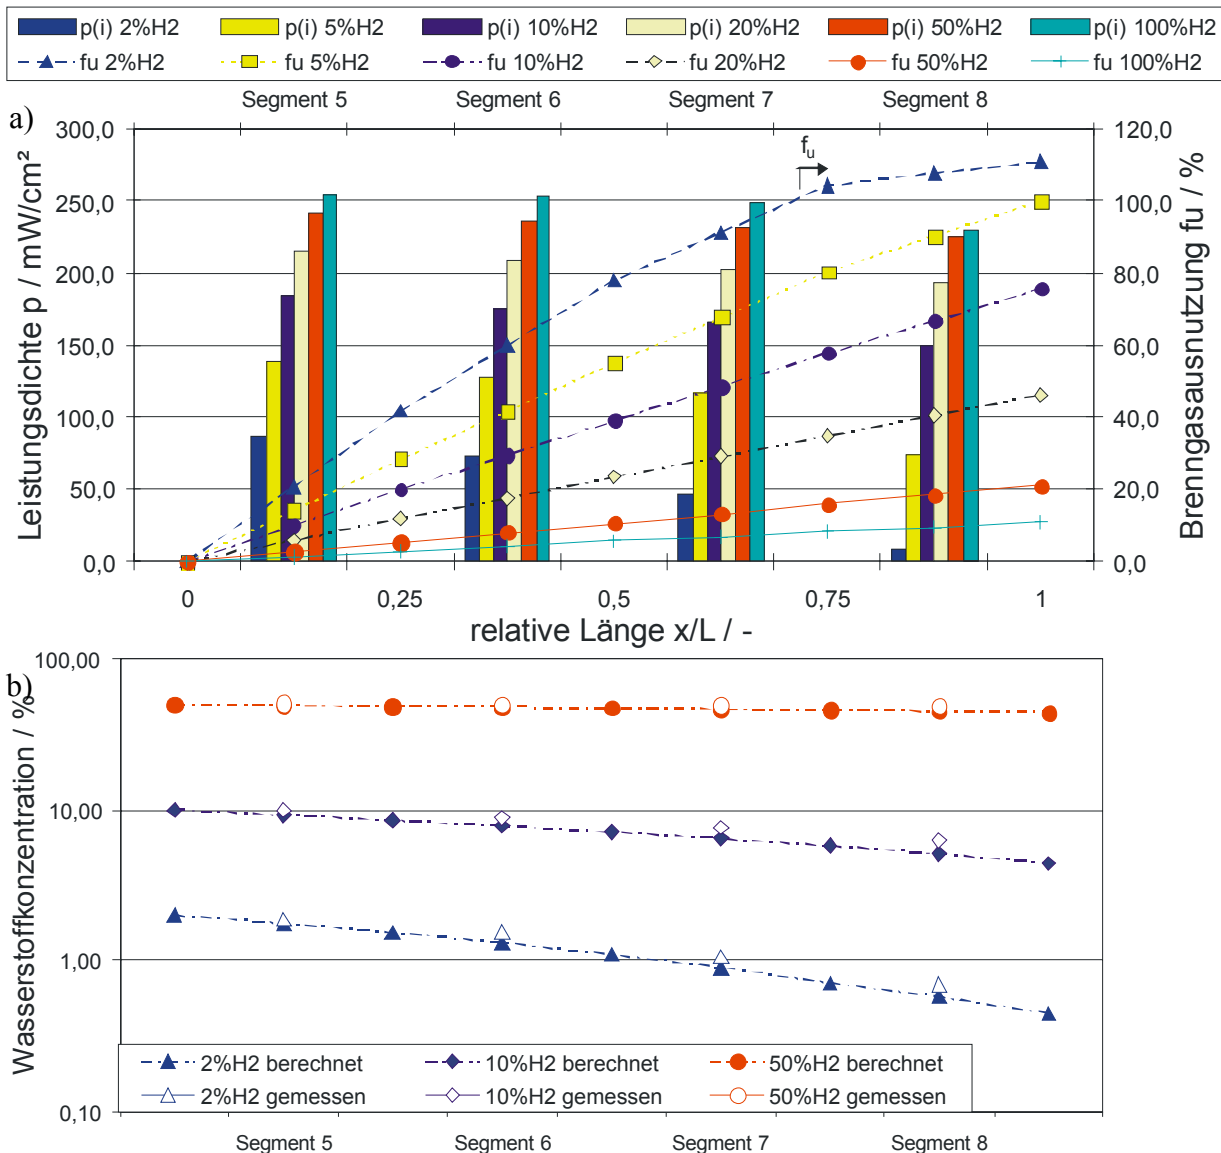 p(i) 2%H2 p(i) 5%H2 p(i) 10%H2 p(i) 20%H2 p(i) 50%H2 p(i) 100%H2
fu 2%H2 fu 5%H2 fu 10%H2 fu 20%H2 fu 50%H2 fu 100%H2
Segment 5 Segment 6 Segment 7 Segment 8
a)
300,0 120,0
250,0 100,0
200,0 80,0
150,0 60,0
100,0 40,0
50,0 20,0
0,0 0,0
Leistungsdichte p / mW/cm²
fu
Brenngasausnutzung fu / %
0 0,25 0,5 0,75 1
relative Länge x/L / -
b)
100,00
10,00
1,00
0,10
Wasserstoffkonzentration / %
2%H2 berechnet 10%H2 berechnet 50%H2 berechnet
2%H2 gemessen 10%H2 gemessen 50%H2 gemessen
Segment 5 Segment 6 Segment 7 Segment 8